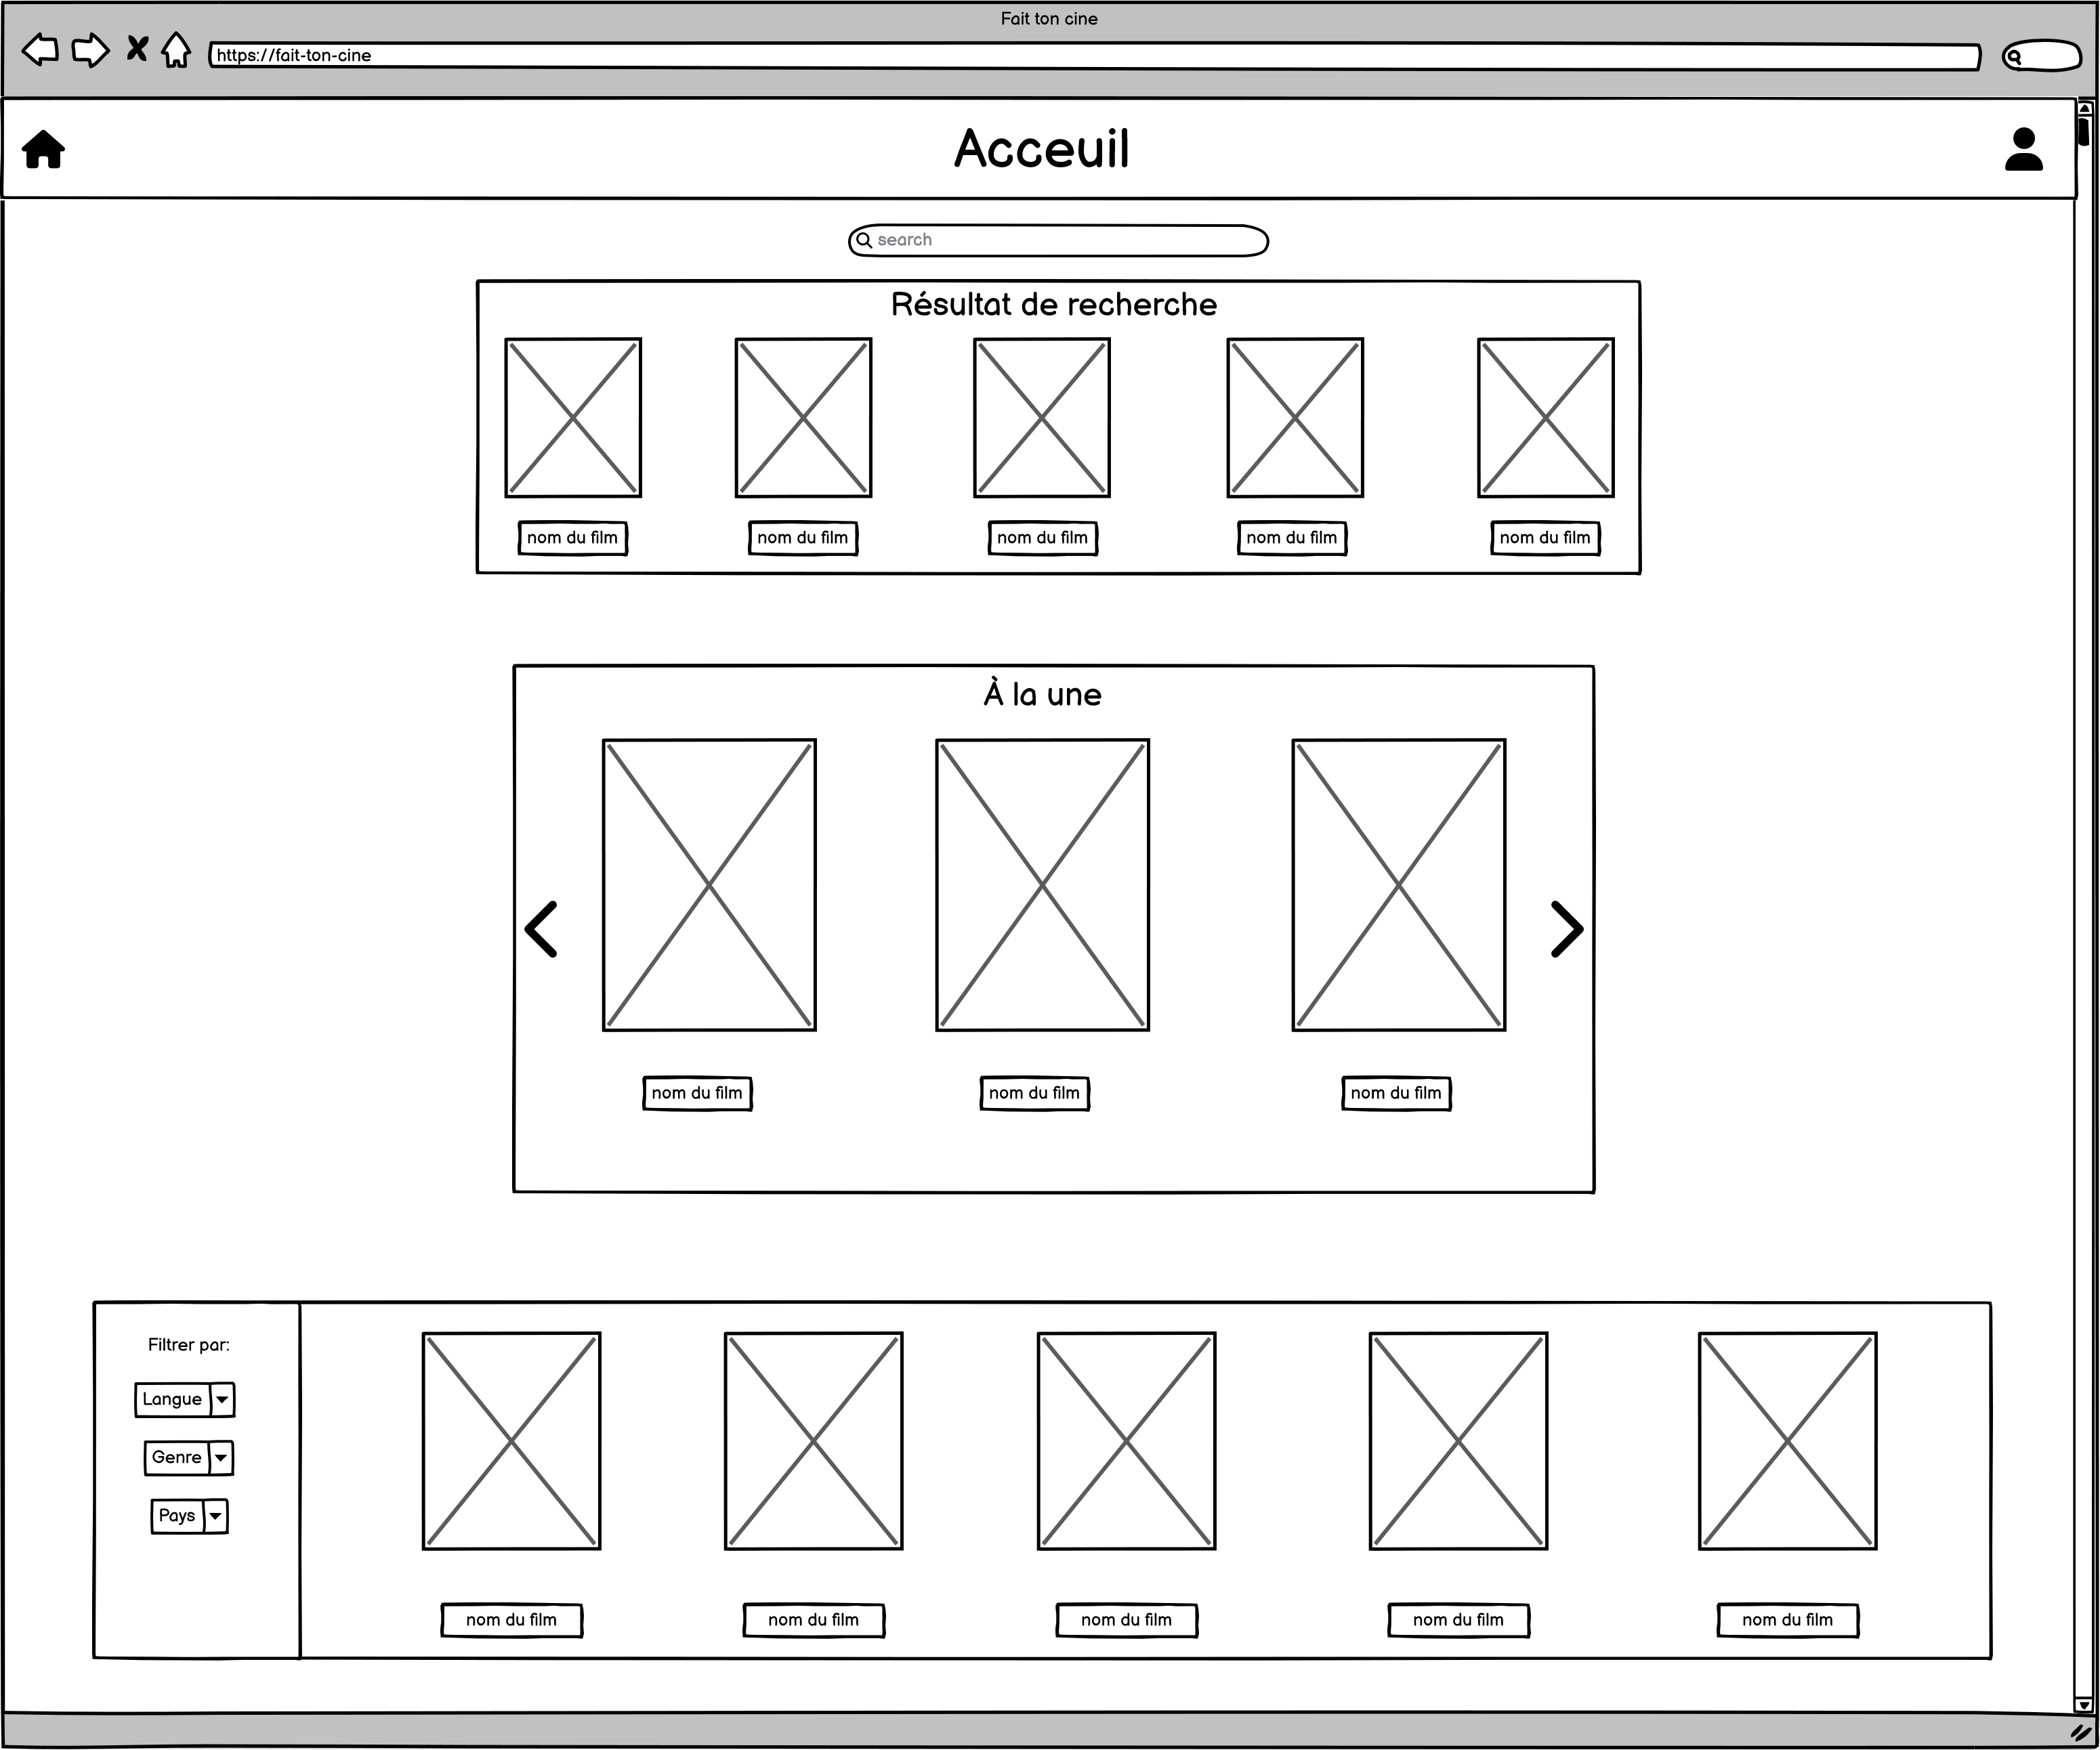 Fait ton cine
https://fait-ton-cine
Acceuil
search
Résultat de recherche
nom du film nom du film nom du film nom du film nom du film
À la une
nom du film nom du film nom du film
Filtrer par:
Langue
Genre
Pays
nom du film nom du film nom du film nom du film nom du film